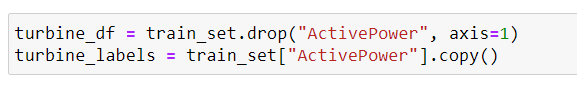 turbine_df = train_set.drop("ActivePower", axis=1)
turbine_labels = train_set["ActivePower"].copy()